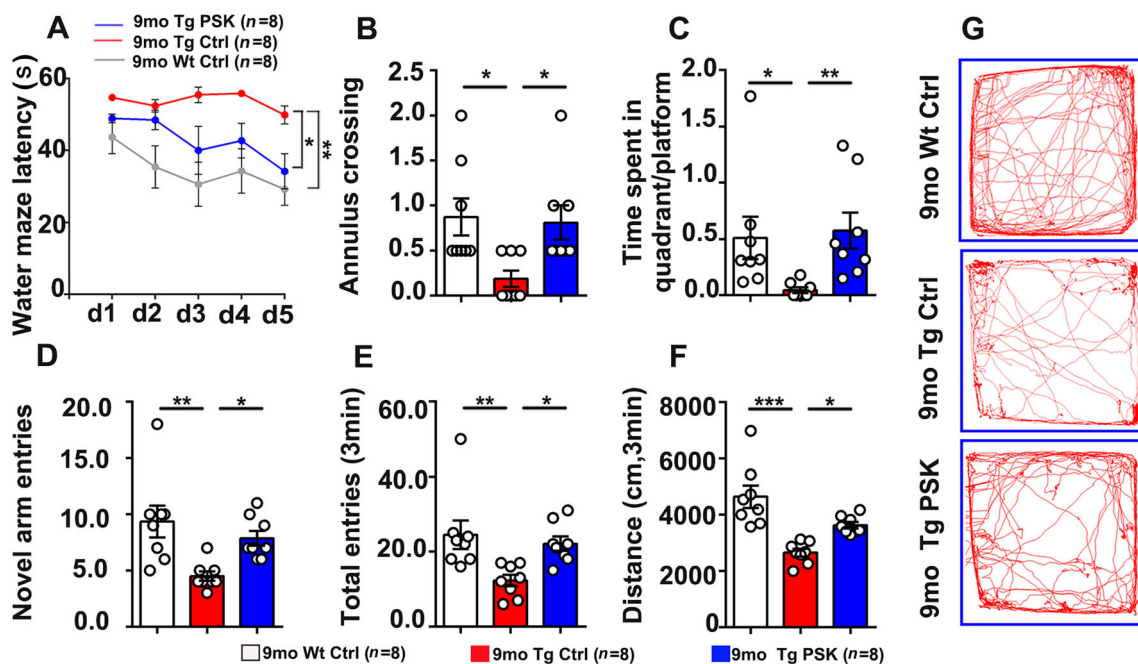 A
9mo Tg PSK (n=8)
9mo Tg Ctrl (n=8)
9mo Wt Ctrl (n=8)
Water maze latency (s)
60
40
20
0
d1 d2 d3 d4 d5
*
**
B
Annulus crossing
2.5
2.0
1.5
1.0
0.5
0.0
* *
C
Time spent in
quadrant/platform
2.0
1.5
1.0
0.5
0.0
* **
D
Novel arm entries
20.0
15.0
10.0
5.0
0.0
** *
E
Total entries (3min)
60.0
40.0
20.0
0.0
** *
F
Distance (cm,3min)
8000
6000
4000
2000
0
*** *
G
9mo Wt Ctrl
9mo Tg Ctrl
9mo Tg PSK
9mo Wt Ctrl (n=8) 9mo Tg Ctrl (n=8) 9mo Tg PSK (n=8)